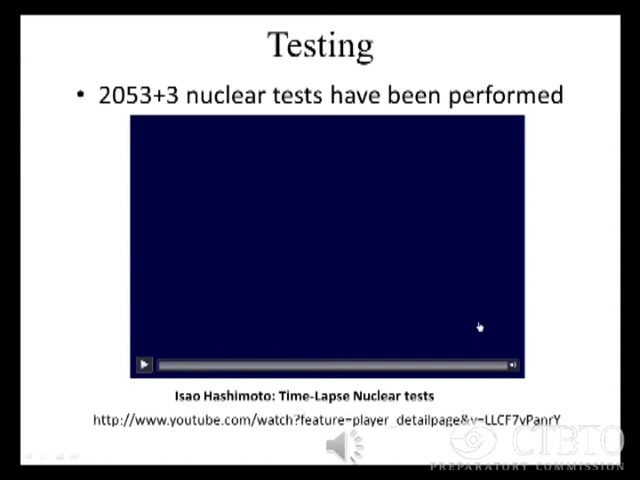 Testing
• 2053+3 nuclear tests have been performed
Isao Hashimoto: Time-Lapse Nuclear tests
http://www.youtube.com/watch?feature=player_detailpage&v=LLCF7vPanrY
CTBTO
PREPARATORY COMMISSION